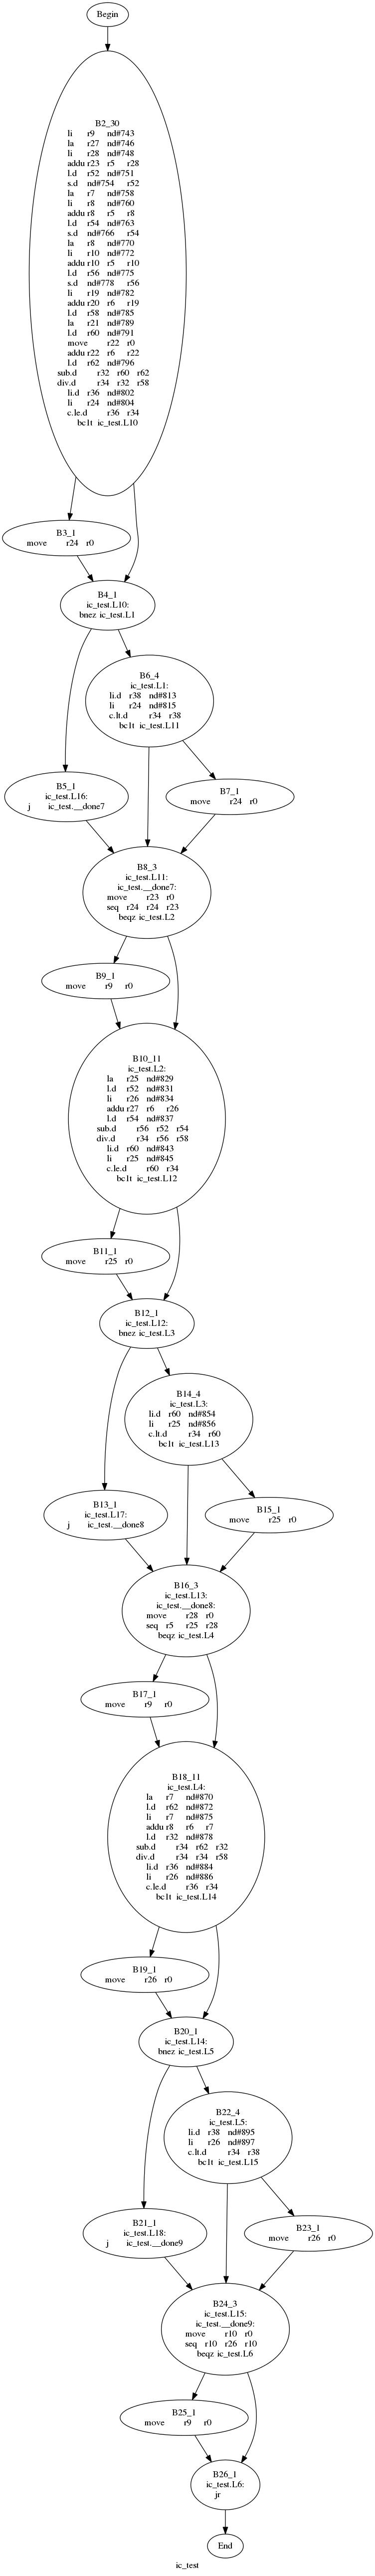 Begin
B2_30
li r9 nd#743
la r27 nd#746
li r28 nd#748
addu r23 r5 r28
l.d r52 nd#751
s.d nd#754 r52
la r7 nd#758
li r8 nd#760
addu r8 r5 r8
l.d r54 nd#763
s.d nd#766 r54
la r8 nd#770
li r10 nd#772
addu r10 r5 r10
l.d r56 nd#775
s.d nd#778 r56
li r19 nd#782
addu r20 r6 r19
l.d r58 nd#785
la r21 nd#789
l.d r60 nd#791
move r22 r0
addu r22 r6 r22
l.d r62 nd#796
sub.d r32 r60 r62
div.d r34 r32 r58
li.d r36 nd#802
li r24 nd#804
c.le.d r36 r34
bc1t ic_test.L10
B3_1
move r24 r0
B4_1
ic_test.L10:
bnez ic_test.L1
B6_4
ic_test.L1:
li.d r38 nd#813
li r24 nd#815
c.lt.d r34 r38
bc1t ic_test.L11
B5_1
ic_test.L16:
j ic_test.__done7
B7_1
move r24 r0
B8_3
ic_test.L11:
ic_test.__done7:
move r23 r0
seq r24 r24 r23
beqz ic_test.L2
B9_1
move r9 r0
B10_11
ic_test.L2:
la r25 nd#829
l.d r52 nd#831
li r26 nd#834
addu r27 r6 r26
l.d r54 nd#837
sub.d r56 r52 r54
div.d r34 r56 r58
li.d r60 nd#843
li r25 nd#845
c.le.d r60 r34
bc1t ic_test.L12
B11_1
move r25 r0
B12_1
ic_test.L12:
bnez ic_test.L3
B14_4
ic_test.L3:
li.d r60 nd#854
li r25 nd#856
c.lt.d r34 r60
bc1t ic_test.L13
B13_1
ic_test.L17:
j ic_test.__done8
B15_1
move r25 r0
B16_3
ic_test.L13:
ic_test.__done8:
move r28 r0
seq r5 r25 r28
beqz ic_test.L4
B17_1
move r9 r0
B18_11
ic_test.L4:
la r7 nd#870
l.d r62 nd#872
li r7 nd#875
addu r8 r6 r7
l.d r32 nd#878
sub.d r34 r62 r32
div.d r34 r34 r58
li.d r36 nd#884
li r26 nd#886
c.le.d r36 r34
bc1t ic_test.L14
B19_1
move r26 r0
B20_1
ic_test.L14:
bnez ic_test.L5
B22_4
ic_test.L5:
li.d r38 nd#895
li r26 nd#897
c.lt.d r34 r38
bc1t ic_test.L15
B21_1
ic_test.L18:
j ic_test.__done9
B23_1
move r26 r0
B24_3
ic_test.L15:
ic_test.__done9:
move r10 r0
seq r10 r26 r10
beqz ic_test.L6
B25_1
move r9 r0
B26_1
ic_test.L6:
jr
End
ic_test